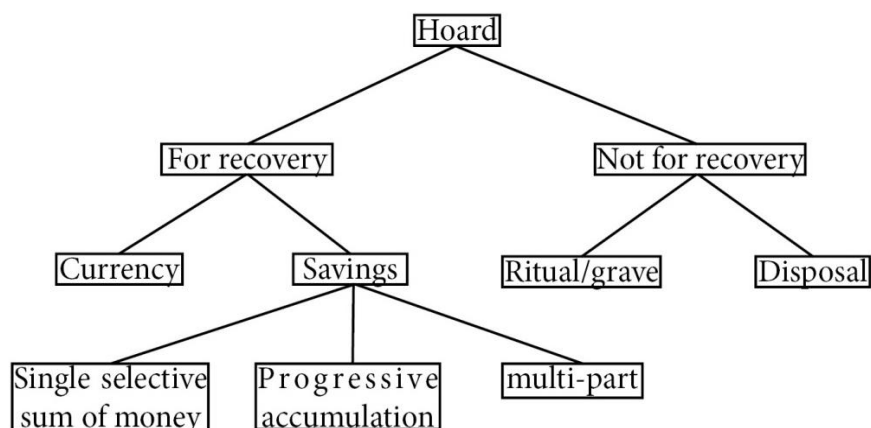 Hoard
For recovery
Not for recovery
Currency
Savings
Ritual/grave
Disposal
Single selective
sum of money
Progressive
accumulation
multi-part